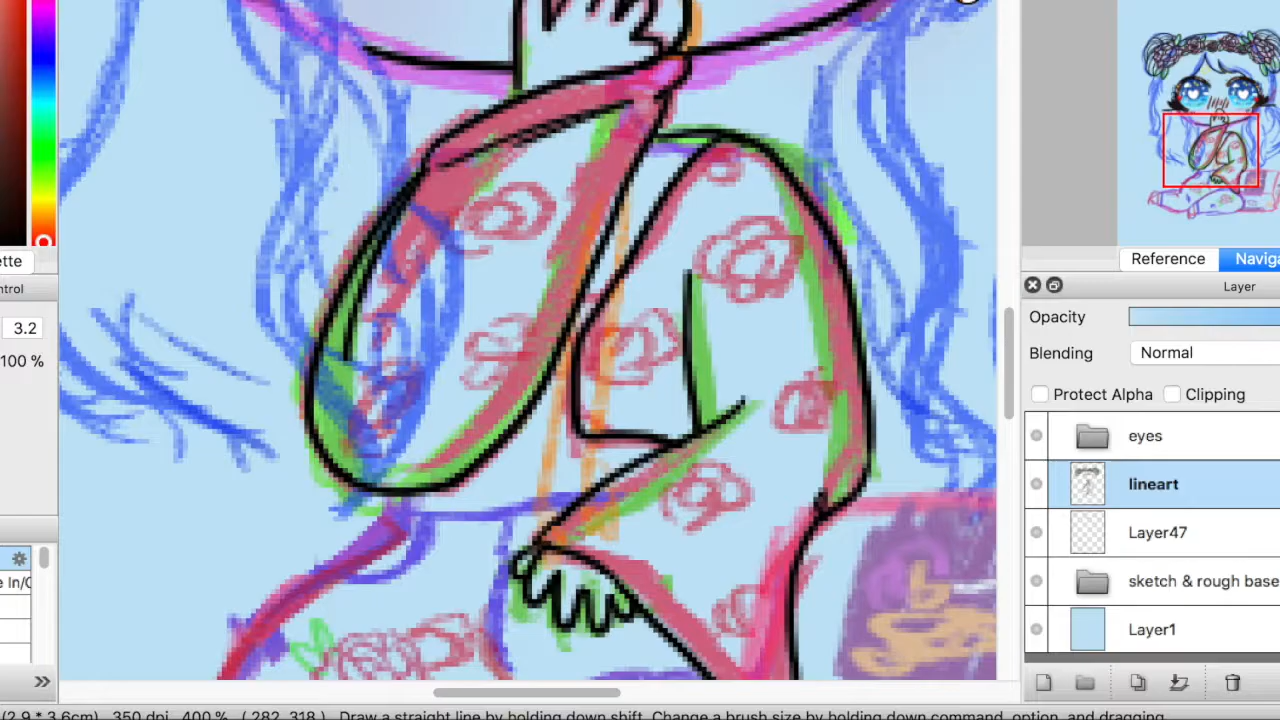 ette
ntrol
3.2
100 %
e In/
Reference
Naviga
Layer
Opacity
Blending
Normal
Protect Alpha
Clipping
eyes
lineart
Layer47
sketch & rough base
Layer1
(2.9 * 3.6cm) 350 dpi 400 % ( 282, 318 ) Draw a straight line by holding down shift. Change a brush size by holding down command, option, and dragging.